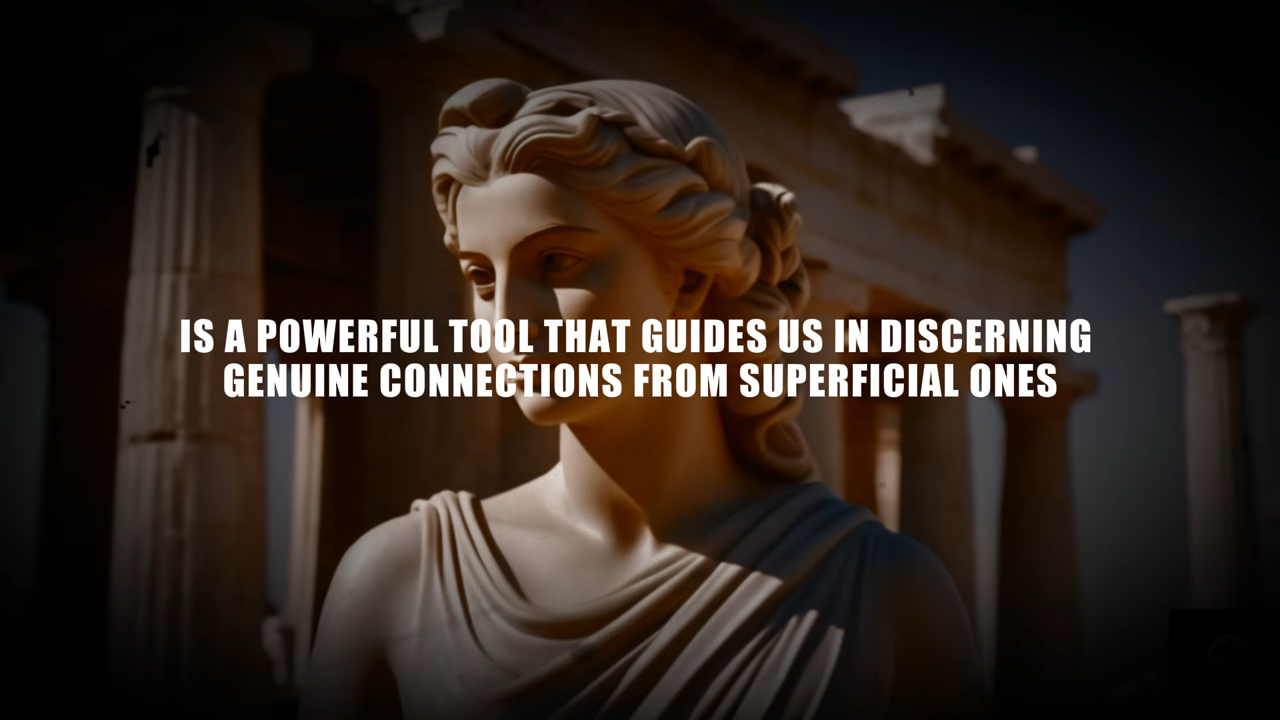 IS A POWERFUL TOOL THAT GUIDES US IN DISCERNING
GENUINE CONNECTIONS FROM SUPERFICIAL ONES